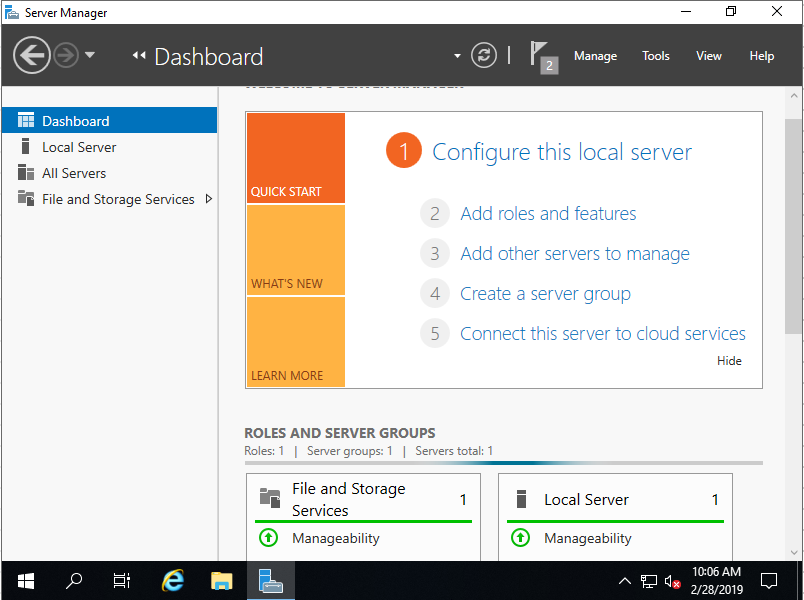 Server Manager
Dashboard
2
Manage
Tools
View
Help
WELCOME TO SERVER MANAGER
Dashboard
Local Server
All Servers
File and Storage Services
QUICK START
WHAT'S NEW
LEARN MORE
1 Configure this local server
2 Add roles and features
3 Add other servers to manage
4 Create a server group
5 Connect this server to cloud services
Hide
ROLES AND SERVER GROUPS
Roles: 1 | Server groups: 1 | Servers total: 1
File and Storage
Services
1
Manageability
Local Server 1
Manageability
10:06 AM
2/28/2019